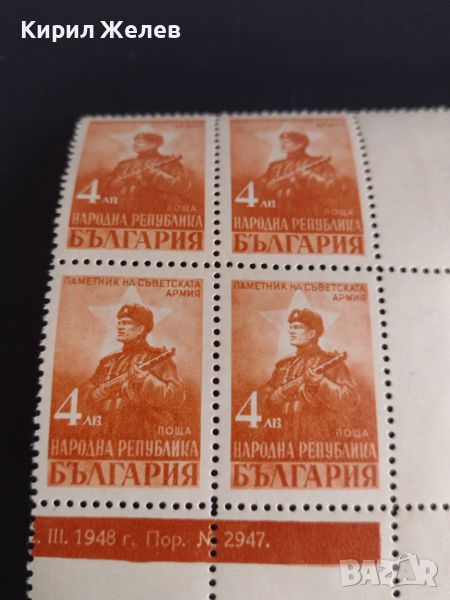 Кирил Желев
4 лв.
ПОЩА
НАРОДНА РЕПУБЛИКА
БЪЛГАРИЯ
4 лв.
ПОЩА
НАРОДНА РЕПУБЛИКА
БЪЛГАРИЯ
ПАМЕТНИК НА СЪВЕТСКАТА
АРМИЯ
4 лв.
ПОЩА
НАРОДНА РЕПУБЛИКА
БЪЛГАРИЯ
ПАМЕТНИК НА СЪВЕТСКАТА
АРМИЯ
4 лв.
ПОЩА
НАРОДНА РЕПУБЛИКА
БЪЛГАРИЯ
. III. 1948 г. Пор. № 2947.
BAZAR